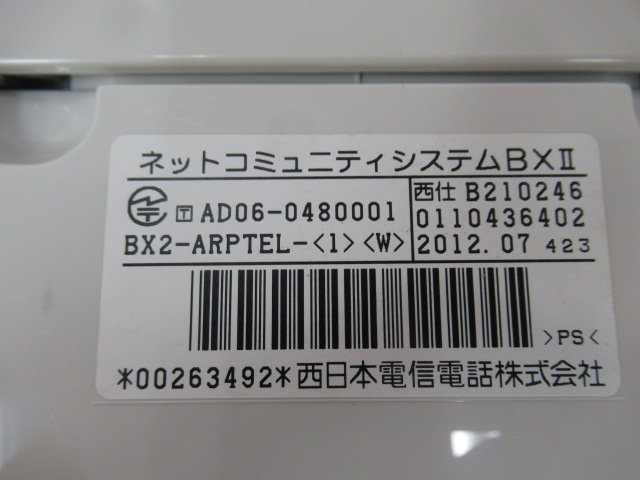 ネットコミュニティシステムBXⅡ
T AD06-0480001
BX2-ARPTEL-<1><W>
西仕 B210246
0110436402
2012.07 423
>PS<
*00263492*西日本電信電話株式会社